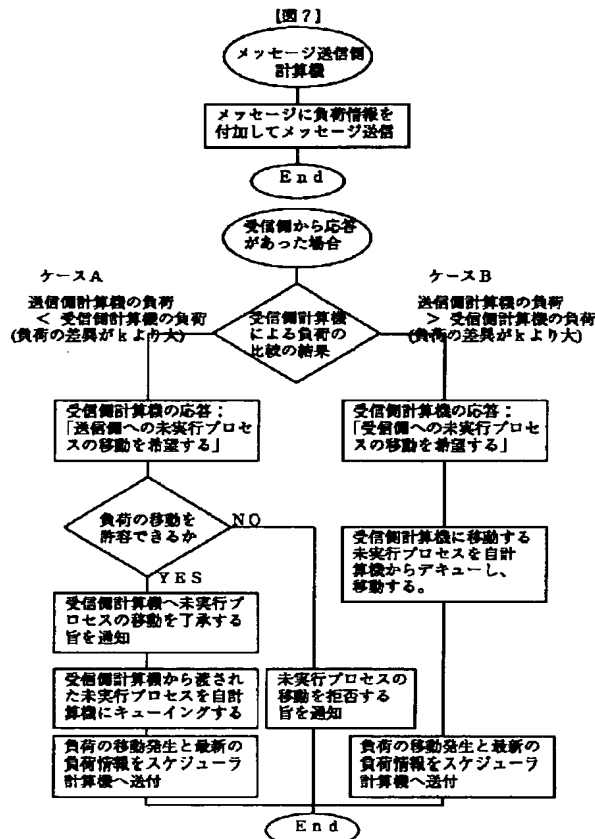 [図7]
メッセージ送信側
計算機
メッセージに負荷情報を
付加してメッセージ送信
End
受信側から応答
があった場合
ケースA
送信側計算機の負荷
< 受信側計算機の負荷
(負荷の差異がkより大)
受信側計算機
による負荷の
比較の結果
ケースB
送信側計算機の負荷
> 受信側計算機の負荷
(負荷の差異がkより大)
受信側計算機の応答:
「送信側への未実行プロセ
スの移動を希望する」
受信側計算機の応答:
「受信側への未実行プロセ
スの移動を希望する」
負荷の移動を
許容できるか
NO
YES
受信側計算機に移動する
未実行プロセスを自計
算機からデキューし、
移動する。
受信側計算機へ未実行プ
ロセスの移動を了承する
旨を通知
受信側計算機から渡され
た未実行プロセスを自計
算機にキューイングする
未実行プロセスの
移動を拒否する
旨を通知
負荷の移動発生と最新の
負荷情報をスケジューラ
計算機へ送付
負荷の移動発生と最新の
負荷情報をスケジューラ
計算機へ送付
End